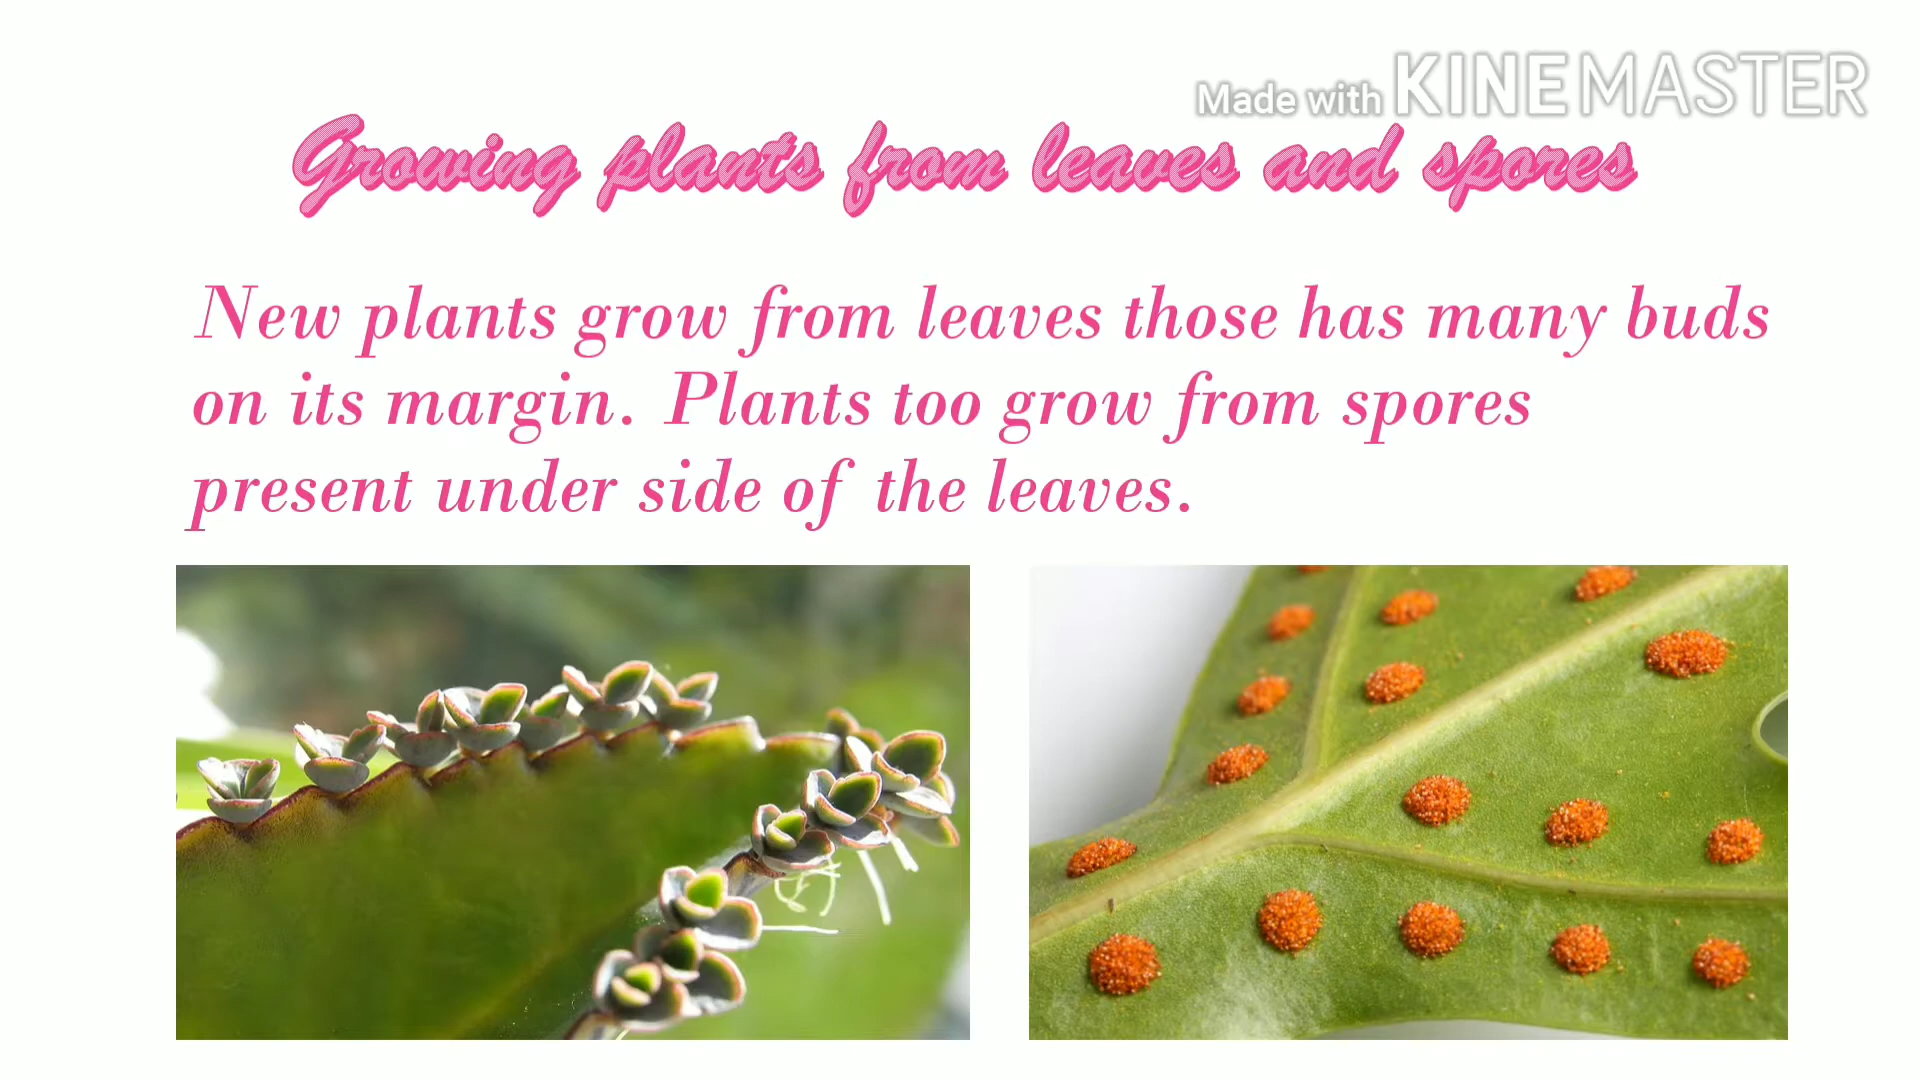 Made with KINEMASTER
Growing plants from leaves and spores
New plants grow from leaves those has many buds
on its margin. Plants too grow from spores
present under side of the leaves.